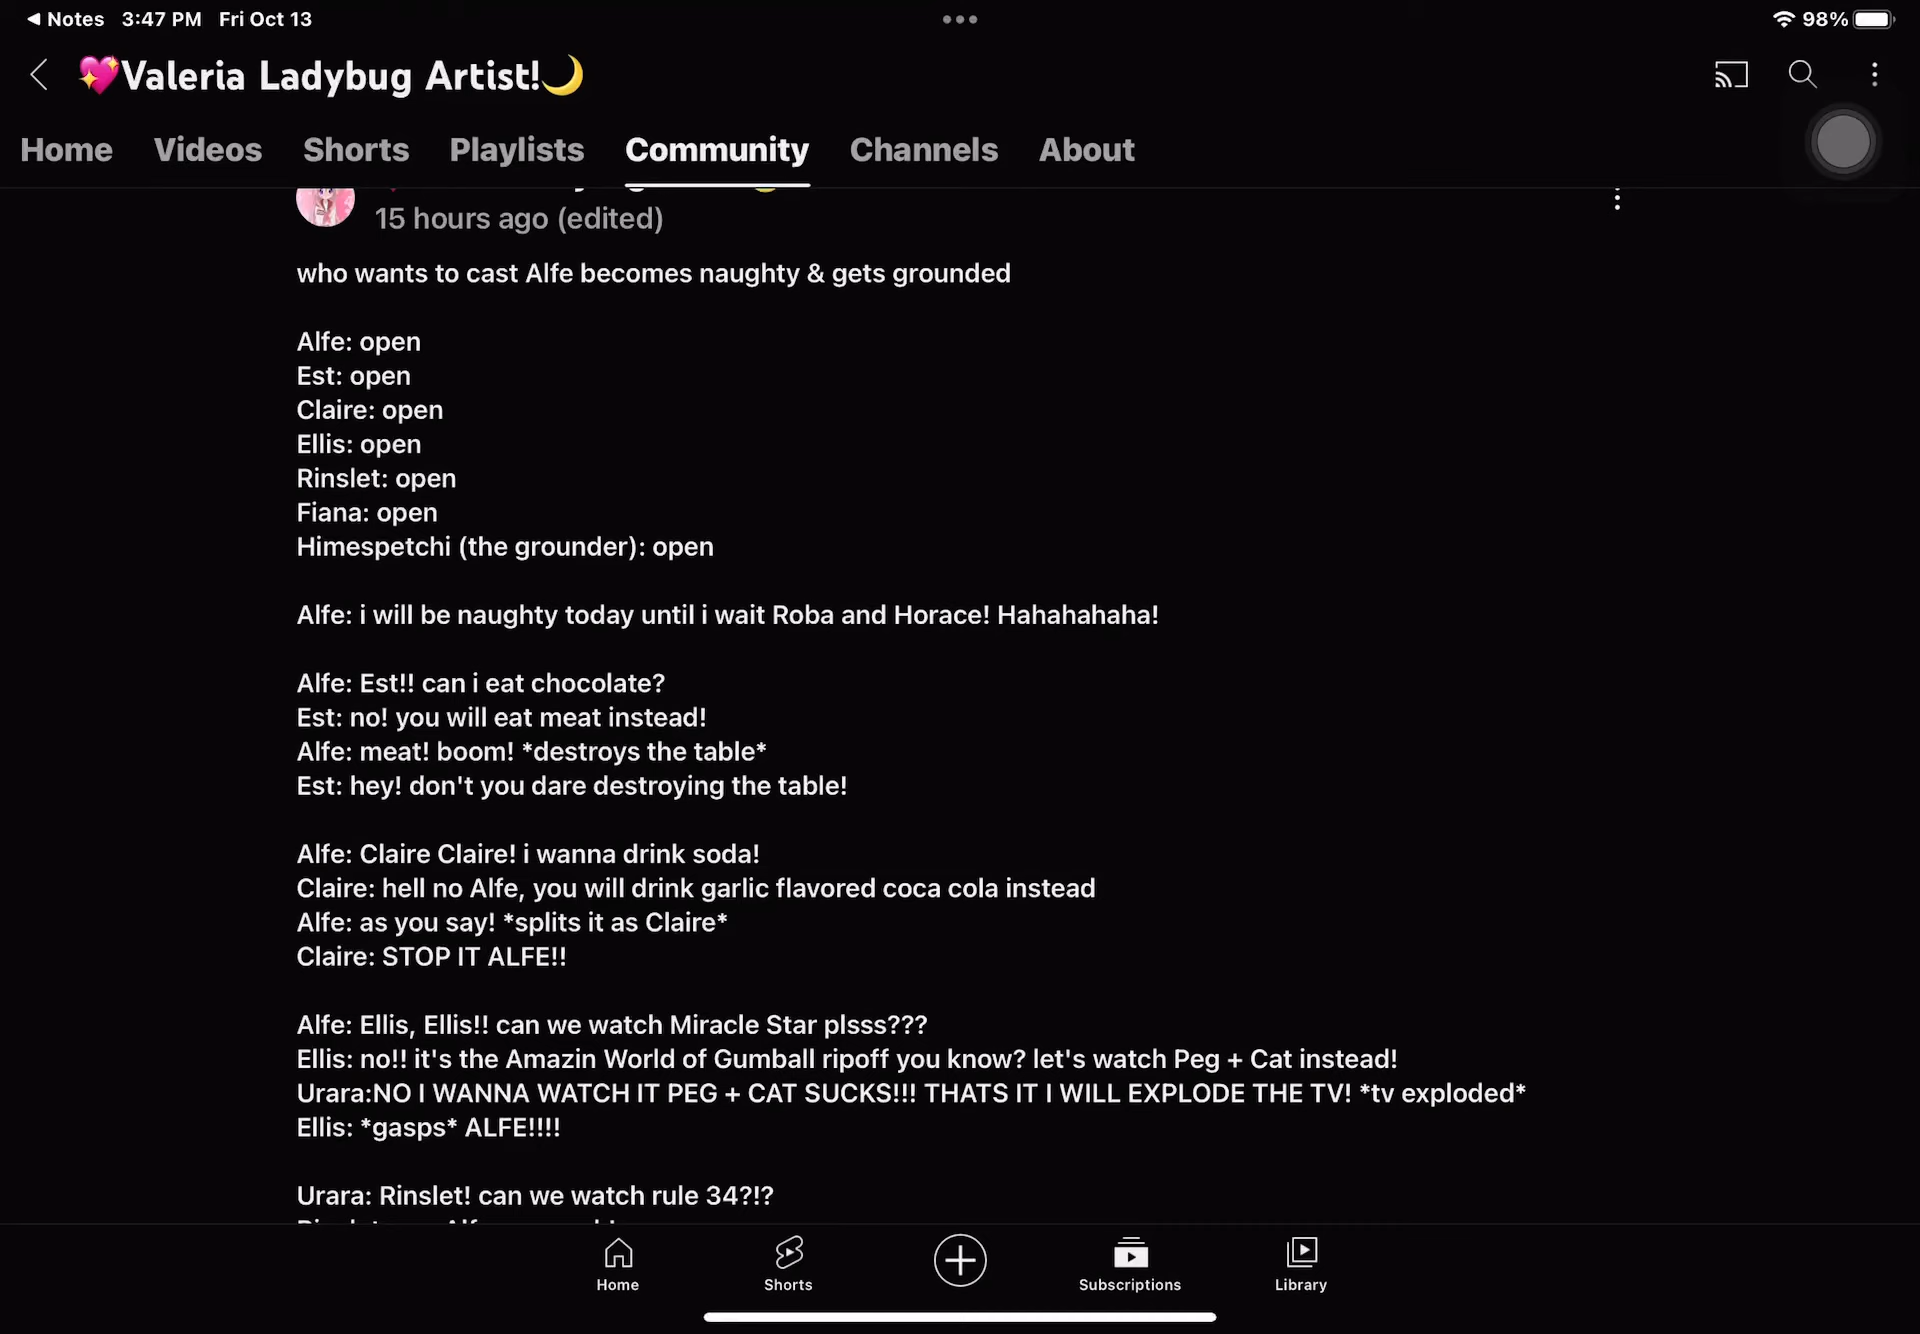 Notes 3:47 PM Fri Oct 13
98%
💖Valeria Ladybug Artist!🌙
Home Videos Shorts Playlists Community Channels About
15 hours ago (edited)
who wants to cast Alfe becomes naughty & gets grounded
Alfe: open
Est: open
Claire: open
Ellis: open
Rinslet: open
Fiana: open
Himespetchi (the grounder): open
Alfe: i will be naughty today until i wait Roba and Horace! Hahahahaha!
Alfe: Est!! can i eat chocolate?
Est: no! you will eat meat instead!
Alfe: meat! boom! *destroys the table*
Est: hey! don't you dare destroying the table!
Alfe: Claire Claire! i wanna drink soda!
Claire: hell no Alfe, you will drink garlic flavored coca cola instead
Alfe: as you say! *splits it as Claire*
Claire: STOP IT ALFE!!
Alfe: Ellis, Ellis!! can we watch Miracle Star plsss???
Ellis: no!! it's the Amazin World of Gumball ripoff you know? let's watch Peg + Cat instead!
Urara:NO I WANNA WATCH IT PEG + CAT SUCKS!!! THATS IT I WILL EXPLODE THE TV! *tv exploded*
Ellis: *gasps* ALFE!!!!
Urara: Rinslet! can we watch rule 34?!?
Home Shorts Subscriptions Library